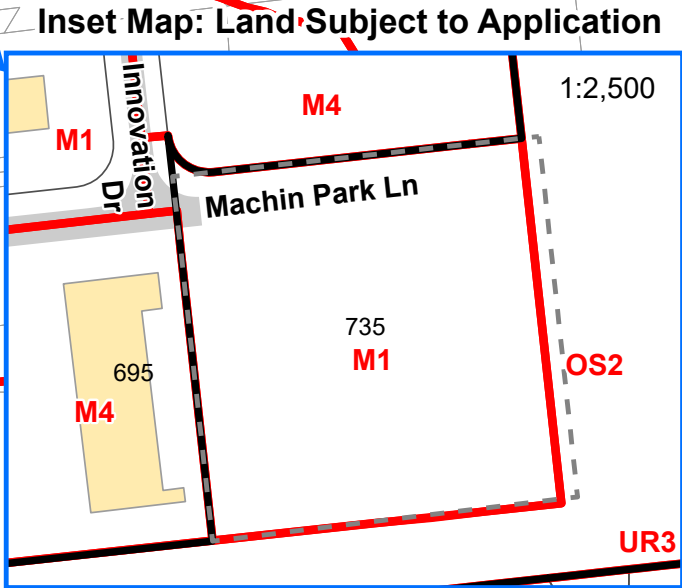 Inset Map: Land Subject to Application
1:2,500
M4
M1
Innovation
Dr
Machin Park Ln
735
M1
OS2
695
M4
UR3